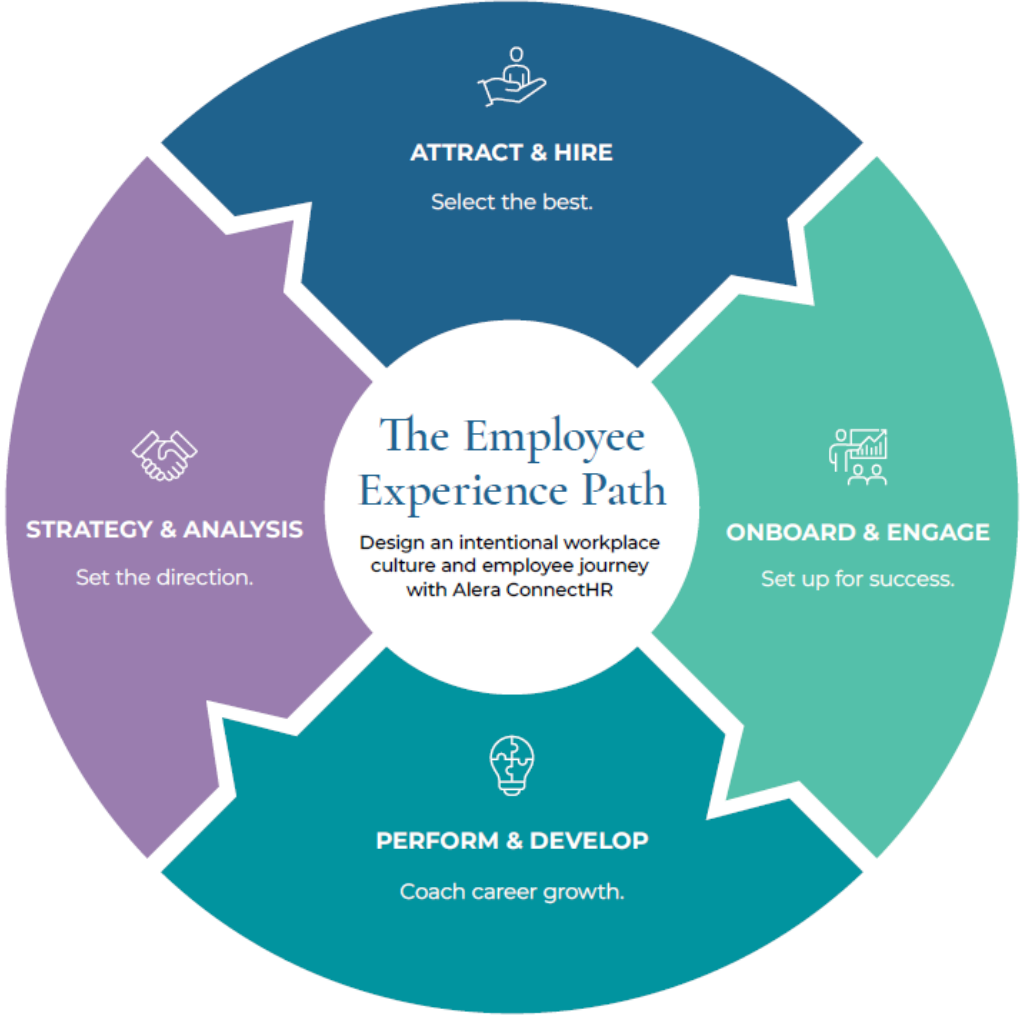 ATTRACT & HIRE
Select the best.
The Employee
Experience Path
Design an intentional workplace
culture and employee journey
with Alera ConnectHR
STRATEGY & ANALYSIS
Set the direction.
ONBOARD & ENGAGE
Set up for success.
PERFORM & DEVELOP
Coach career growth.